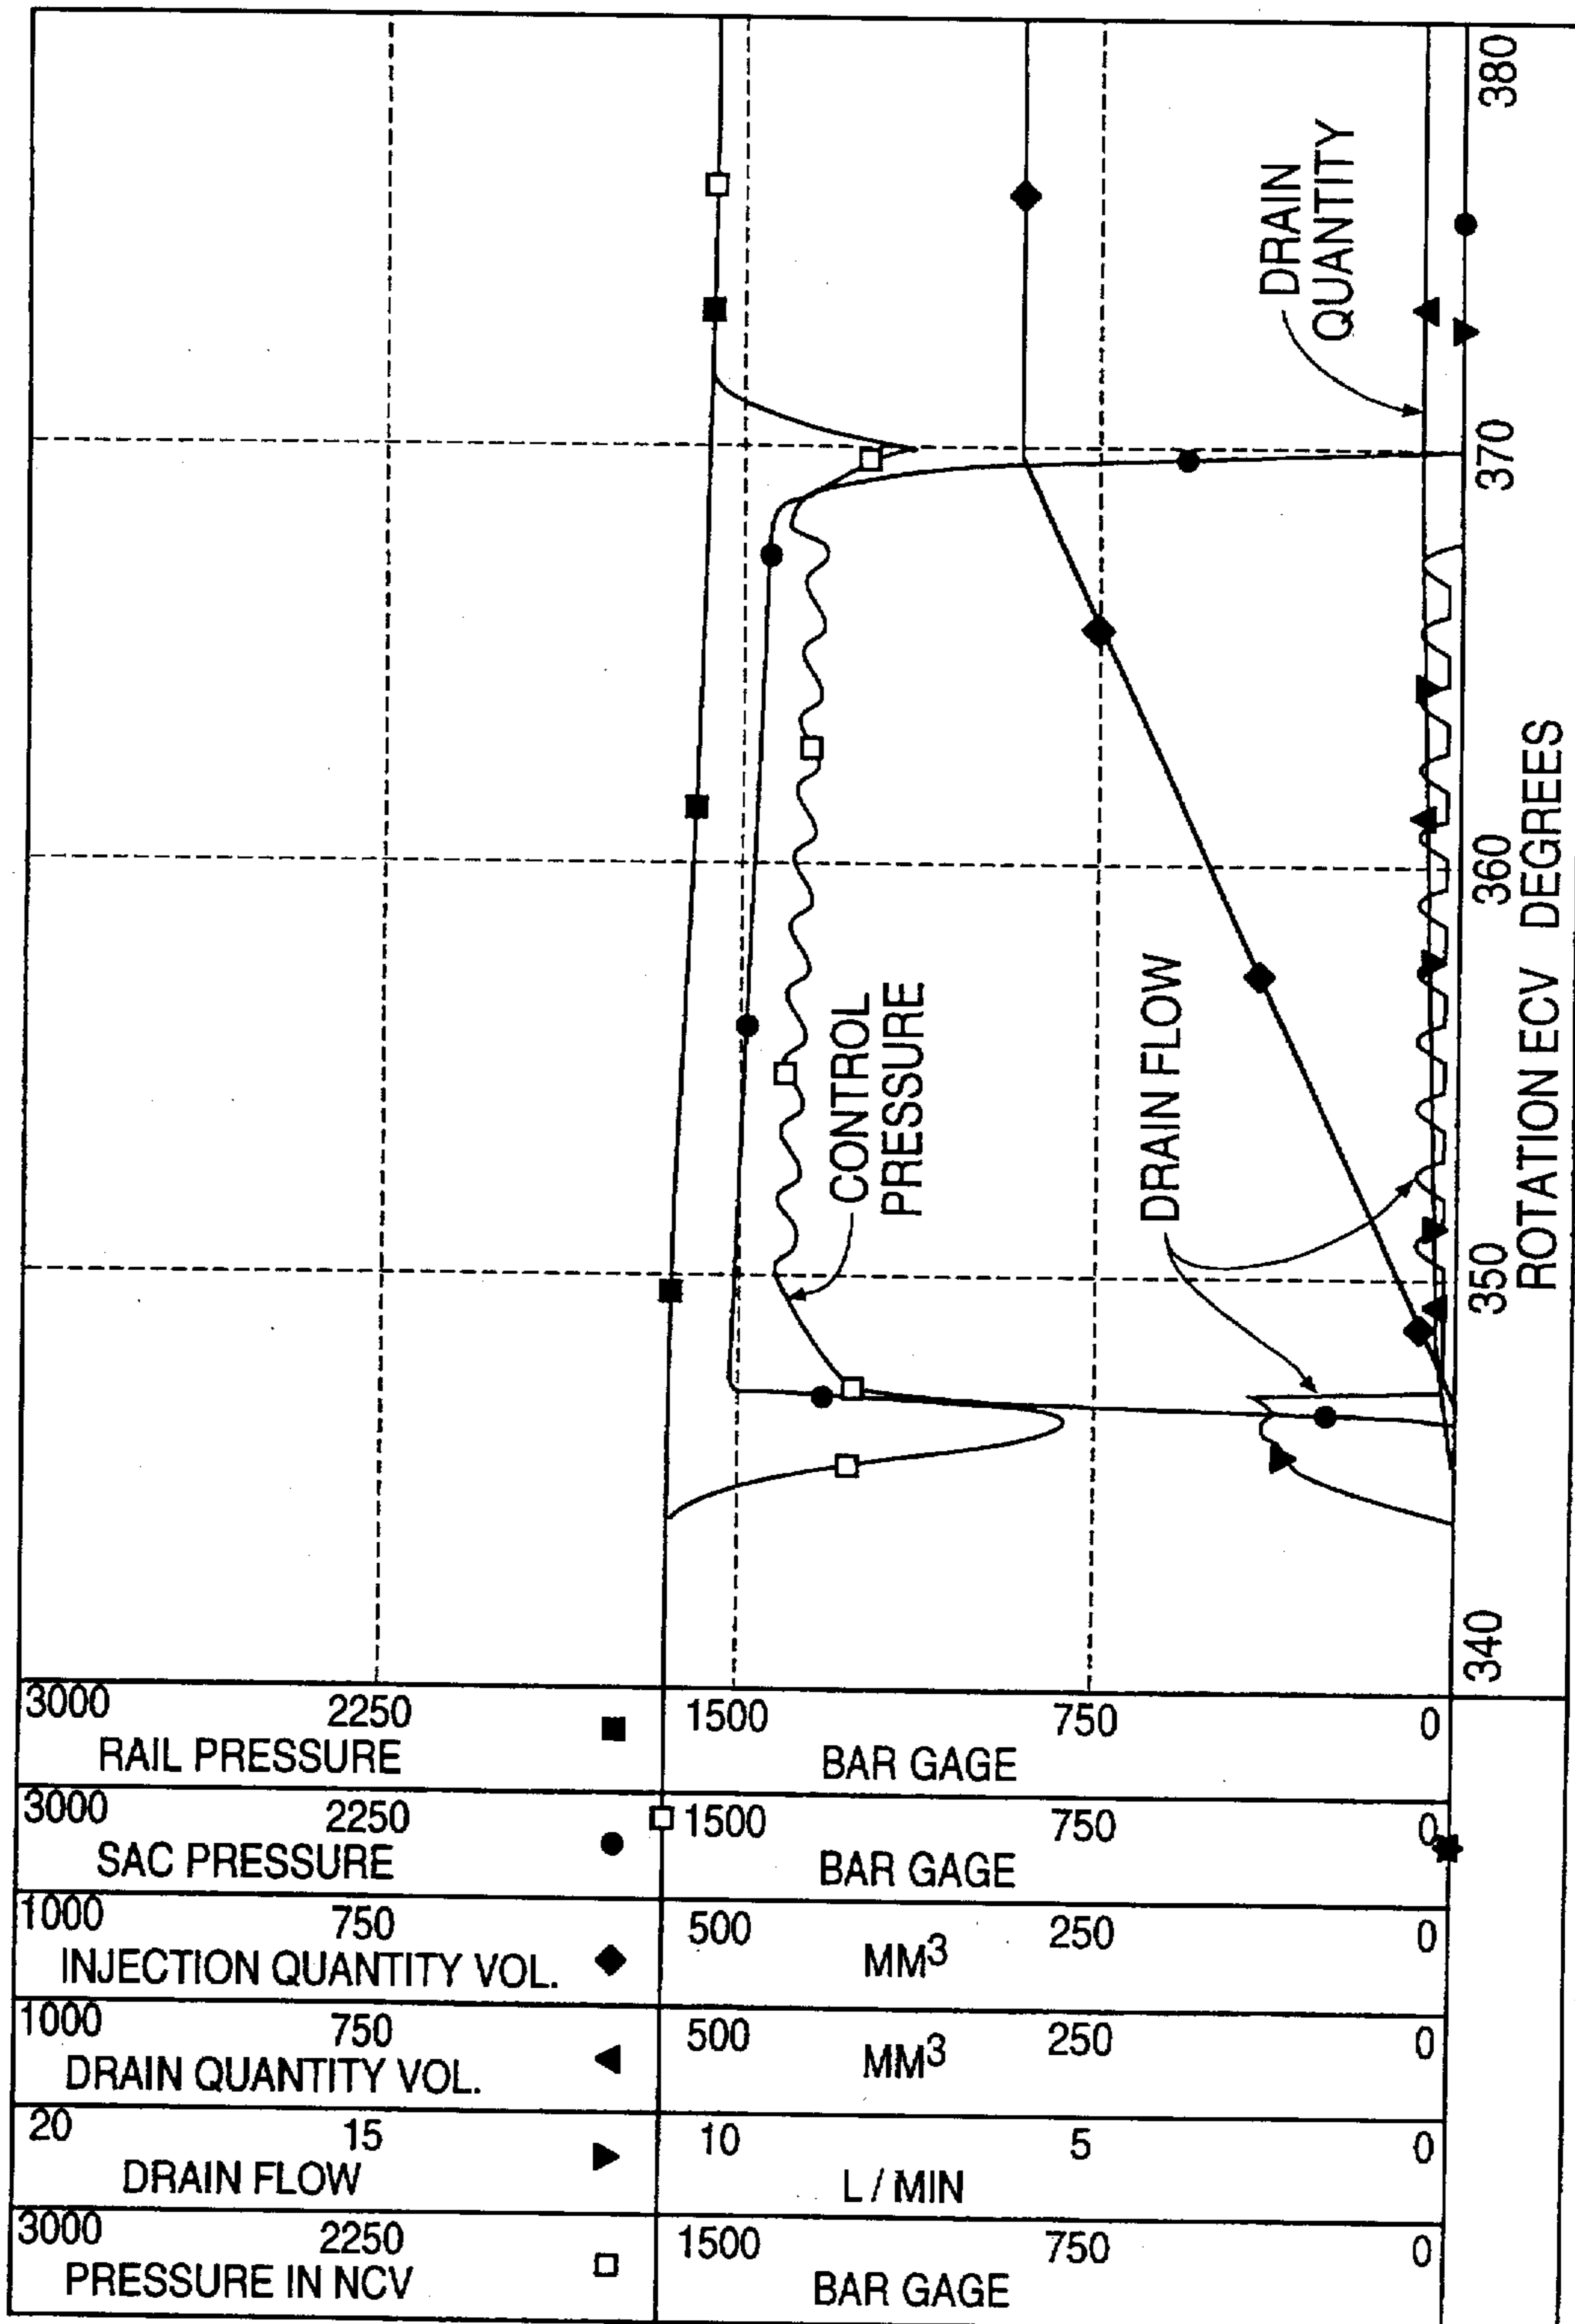 380
370
360
350
340
ROTATION ECV DEGREES
DRAIN
QUANTITY
CONTROL
PRESSURE
DRAIN FLOW
3000 2250 1500 750 0
RAIL PRESSURE BAR GAGE
3000 2250 1500 750 0
SAC PRESSURE BAR GAGE
1000 750 500 250 0
INJECTION QUANTITY VOL. MM3
1000 750 500 250 0
DRAIN QUANTITY VOL. MM3
20 15 10 5 0
DRAIN FLOW L / MIN
3000 2250 1500 750 0
PRESSURE IN NCV BAR GAGE